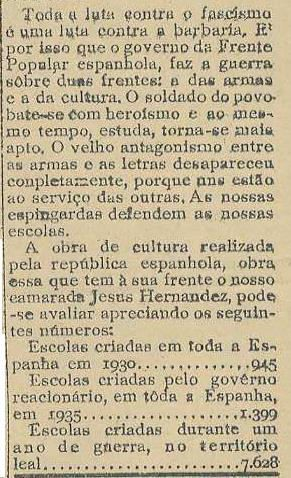 Toda a luta contra o fascismo
é uma luta contra a barbaria. E'
por isso que o governo da Frente
Popular espanhola, faz a guerra
sôbre duas frentes: a das armas
e a da cultura. O soldado do povo
bate-se com heroísmo e ao mes-
mo tempo, estuda, torna-se mais
apto. O velho antagonismo entre
as armas e as letras desapareceu
conpletamente, porque uns estão
ao serviço das outras. As nossas
espingardas defendem as nossas
escolas.
A obra de cultura realizada
pela república espanhola, obra
essa que tem à sua frente o nosso
camarada Jesus Hernandez, pode-
-se avaliar apreciando os seguin-
tes números:
Escolas criadas em toda a Es-
panha em 1930..............945
Escolas criadas pelo govêrno
reacionário, em tôda a Espanha,
em 1935....................1.399
Escolas criadas durante um
ano de guerra, no território
leal.........................7.628